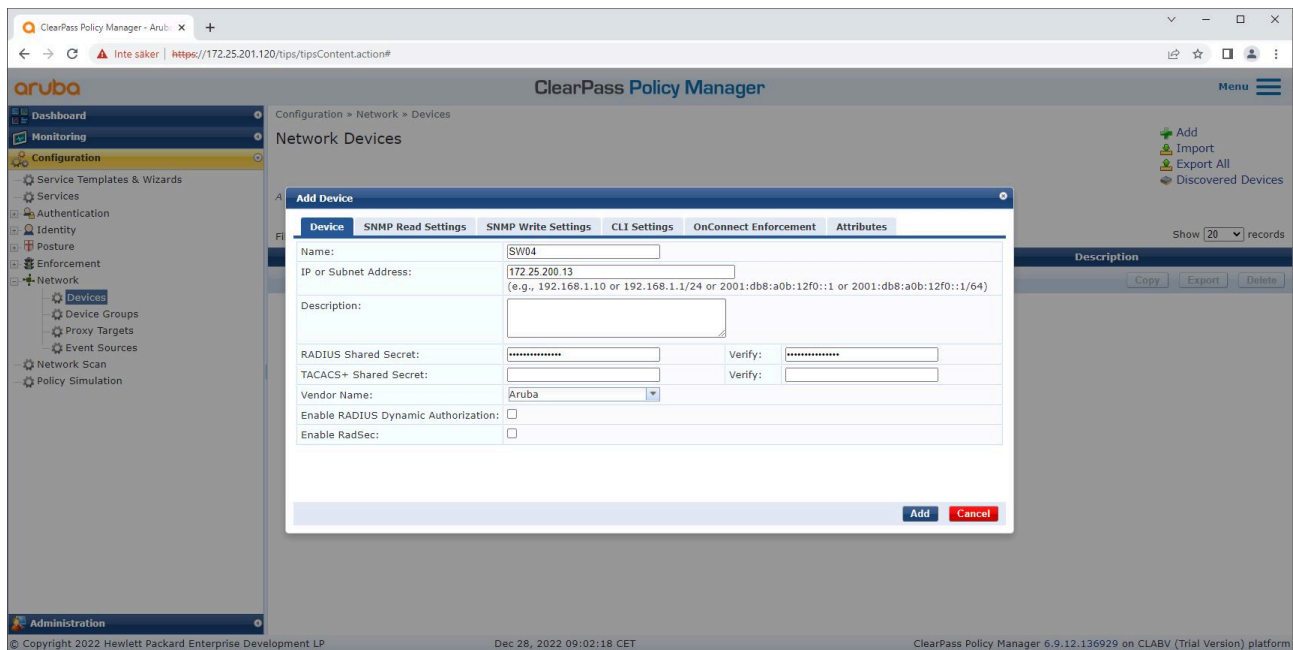 ClearPass Policy Manager - Arub
Inte säker | https://172.25.201.120/tips/tipsContent.action#
aruba
ClearPass Policy Manager
Menu
Dashboard
Monitoring
Configuration
Service Templates & Wizards
Services
Authentication
Identity
Posture
Enforcement
Network
Devices
Device Groups
Proxy Targets
Event Sources
Network Scan
Policy Simulation
Administration
Configuration » Network » Devices
Network Devices
Add
Import
Export All
Discovered Devices
A
Fi
Show 20 records
Description
Copy Export Delete
Add Device
Device SNMP Read Settings SNMP Write Settings CLI Settings OnConnect Enforcement Attributes
Name: SW04
IP or Subnet Address: 172.25.200.13
(e.g., 192.168.1.10 or 192.168.1.1/24 or 2001:db8:a0b:12f0::1 or 2001:db8:a0b:12f0::1/64)
Description:
RADIUS Shared Secret: ••••••••••••••• Verify: •••••••••••••••
TACACS+ Shared Secret: Verify:
Vendor Name: Aruba
Enable RADIUS Dynamic Authorization:
Enable RadSec:
Add Cancel
© Copyright 2022 Hewlett Packard Enterprise Development LP Dec 28, 2022 09:02:18 CET ClearPass Policy Manager 6.9.12.136929 on CLABV (Trial Version) platform